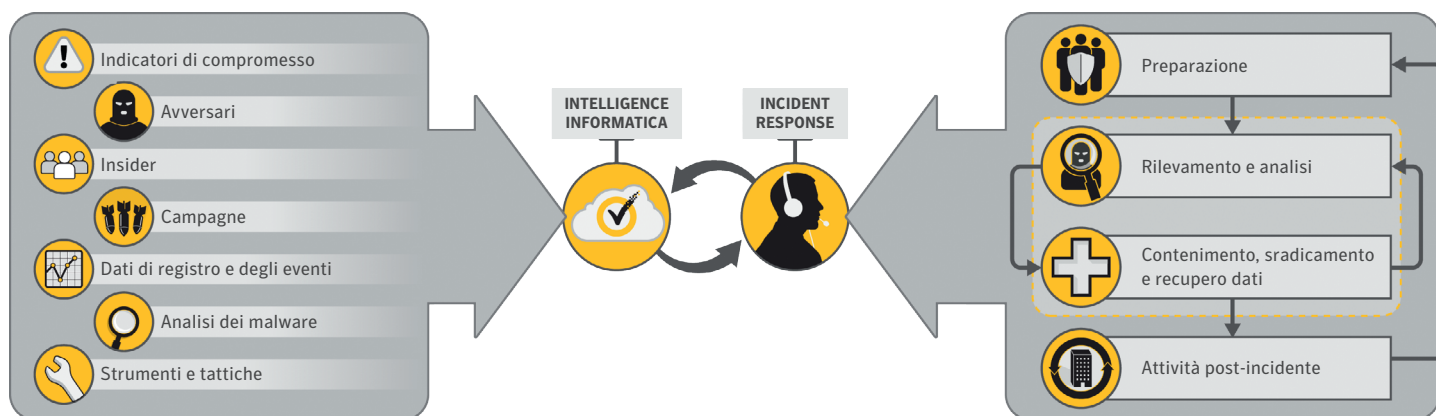 Indicatori di compromesso
Avversari
Insider
Campagne
Dati di registro e degli eventi
Analisi dei malware
Strumenti e tattiche
INTELLIGENCE
INFORMATICA
INCIDENT
RESPONSE
Preparazione
Rilevamento e analisi
Contenimento, sradicamento
e recupero dati
Attività post-incidente